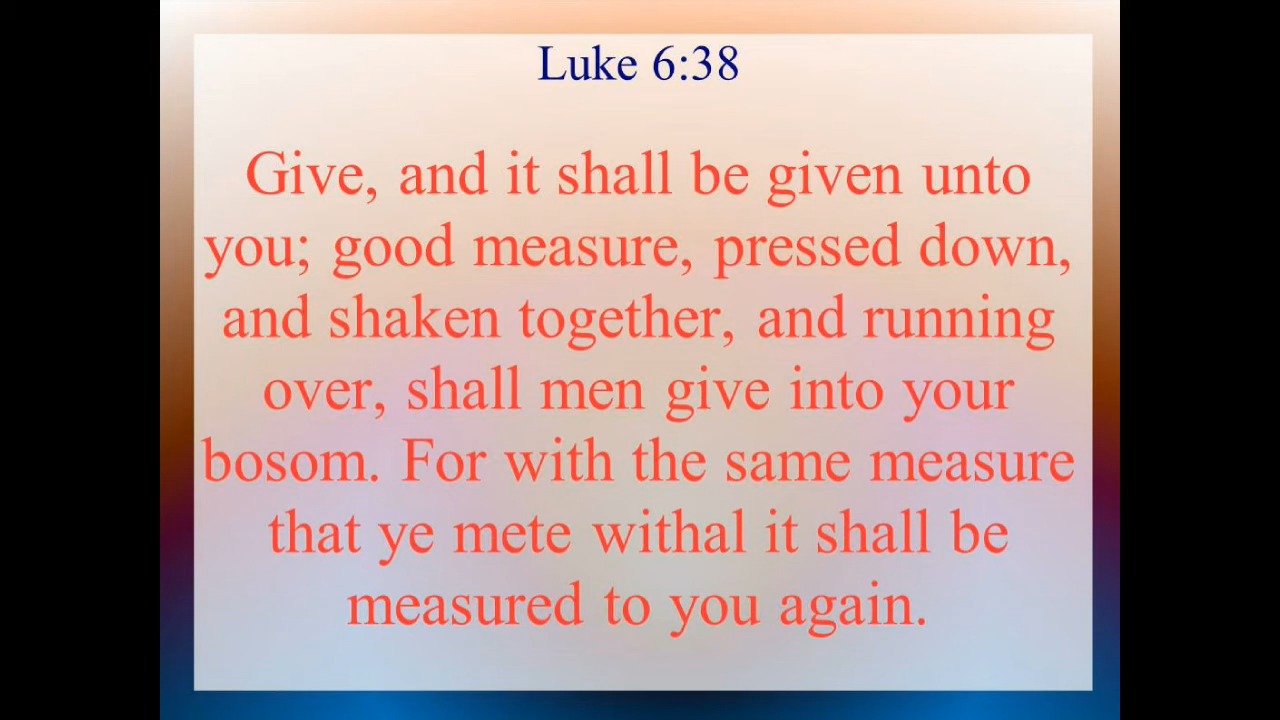 Luke 6:38
Give, and it shall be given unto
you; good measure, pressed down,
and shaken together, and running
over, shall men give into your
bosom. For with the same measure
that ye mete withal it shall be
measured to you again.